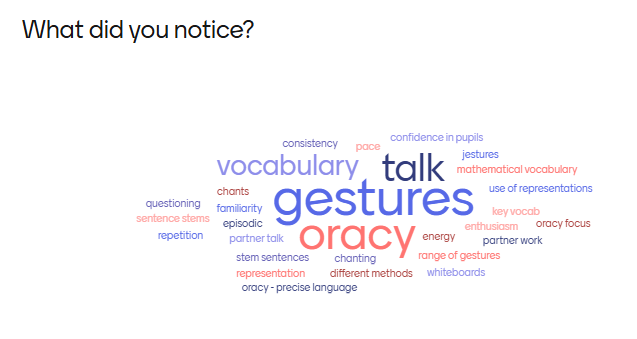 What did you notice?
consistency
pace
confidence in pupils
vocabulary
talk
jestures
mathematical vocabulary
chants
gestures
use of representations
questioning
familiarity
key vocab
sentence stems
episodic
oracy
enthusiasm
oracy focus
repetition
partner talk
energy
partner work
stem sentences
chanting
range of gestures
representation
different methods
whiteboards
oracy - precise language